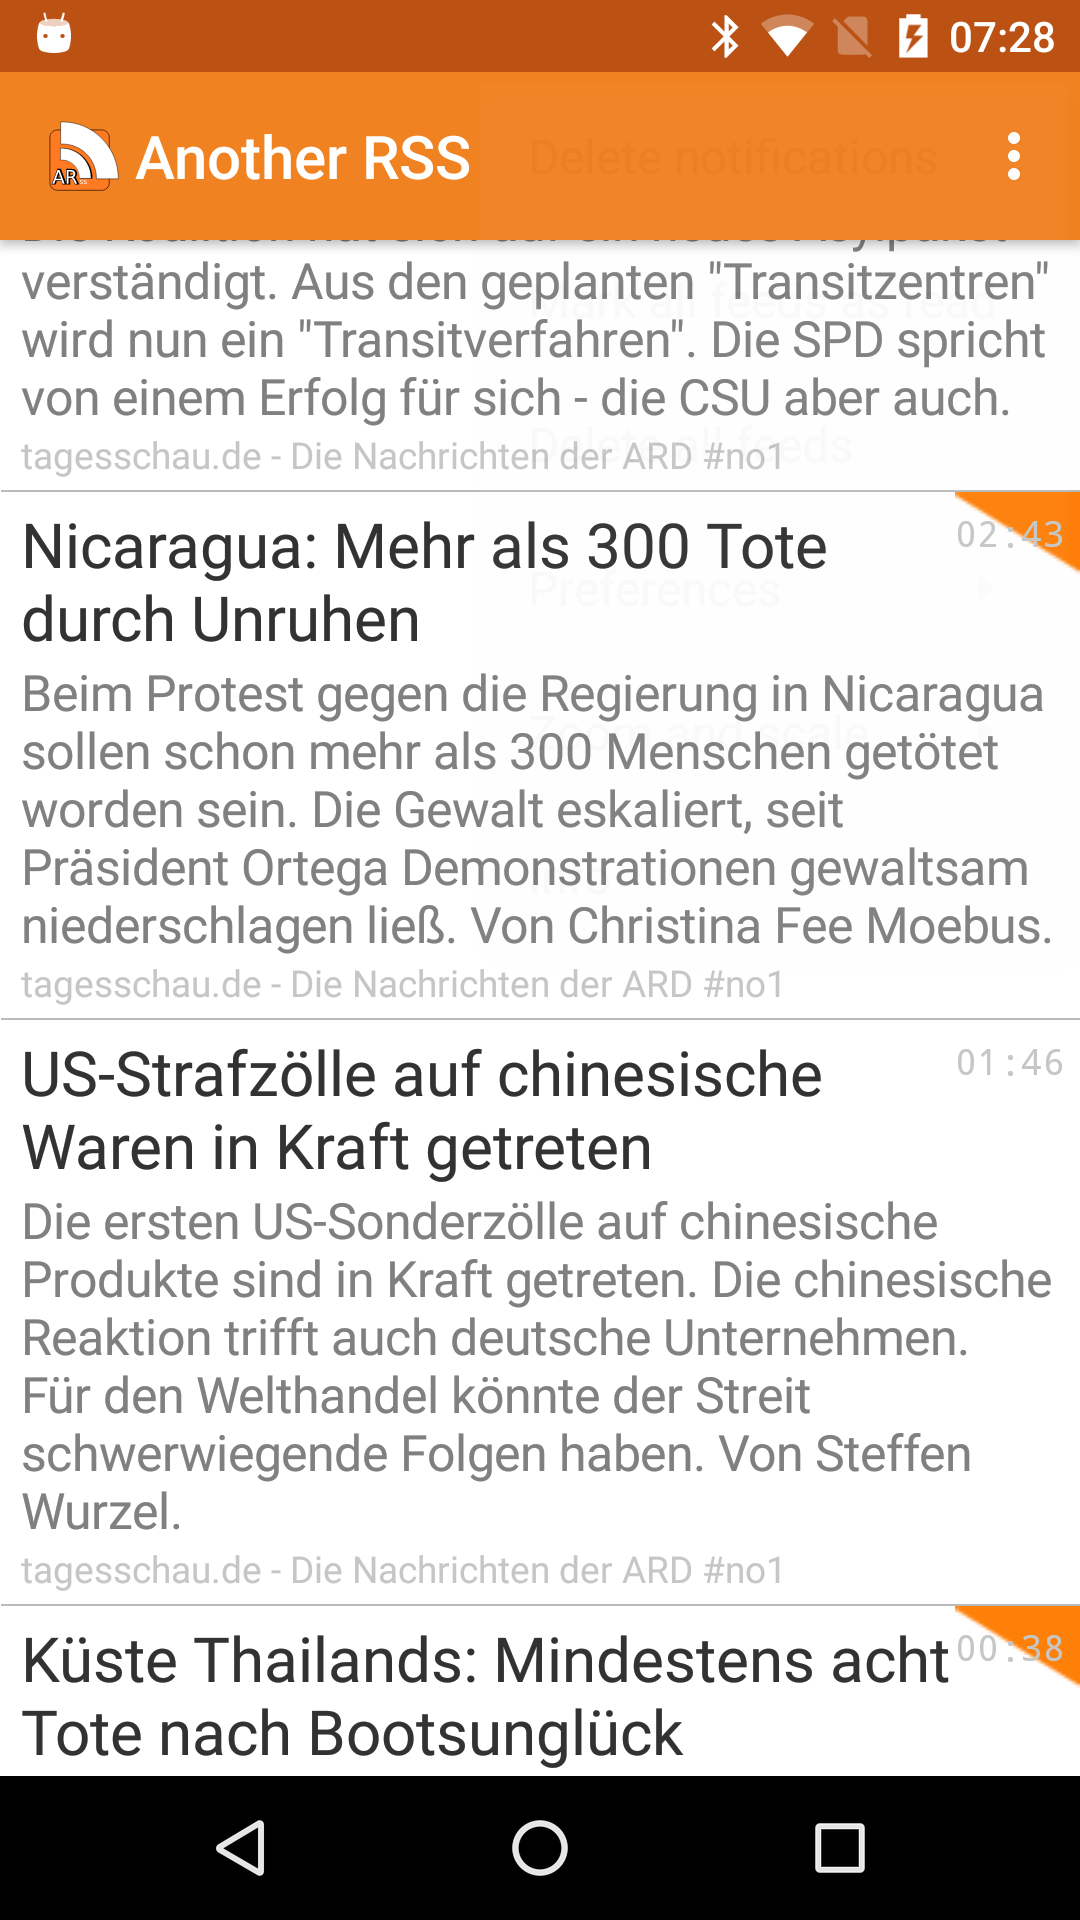 07:28
AR
Another RSS
Delete notifications
verständigt. Aus den geplanten "Transitzentren"
Mark all feeds as read
wird nun ein "Transitverfahren". Die SPD spricht
von einem Erfolg für sich - die CSU aber auch.
Delete all feeds
tagesschau.de - Die Nachrichten der ARD #no1
Nicaragua: Mehr als 300 Tote
durch Unruhen
02:43
Preferences
Beim Protest gegen die Regierung in Nicaragua
Zoom and scale
sollen schon mehr als 300 Menschen getötet
worden sein. Die Gewalt eskaliert, seit
Präsident Ortega Demonstrationen gewaltsam
niederschlagen ließ. Von Christina Fee Moebus.
tagesschau.de - Die Nachrichten der ARD #no1
US-Strafzölle auf chinesische
Waren in Kraft getreten
01:46
Die ersten US-Sonderzölle auf chinesische
Produkte sind in Kraft getreten. Die chinesische
Reaktion trifft auch deutsche Unternehmen.
Für den Welthandel könnte der Streit
schwerwiegende Folgen haben. Von Steffen
Wurzel.
tagesschau.de - Die Nachrichten der ARD #no1
Küste Thailands: Mindestens acht
Tote nach Bootsunglück
00:38